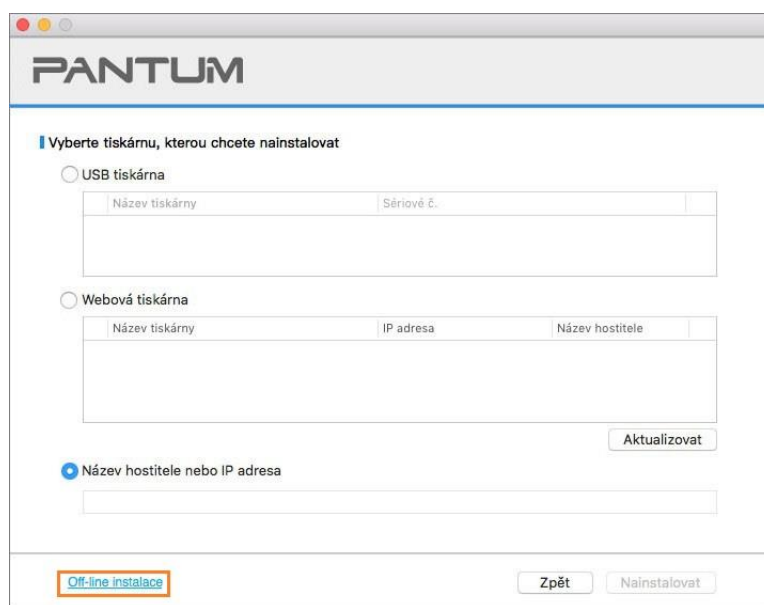 PANTUM
Vyberte tiskárnu, kterou chcete nainstalovat
USB tiskárna
Název tiskárny Sériové č.
Webová tiskárna
Název tiskárny IP adresa Název hostitele
Aktualizovat
Název hostitele nebo IP adresa
Off-line instalace Zpět Nainstalovat